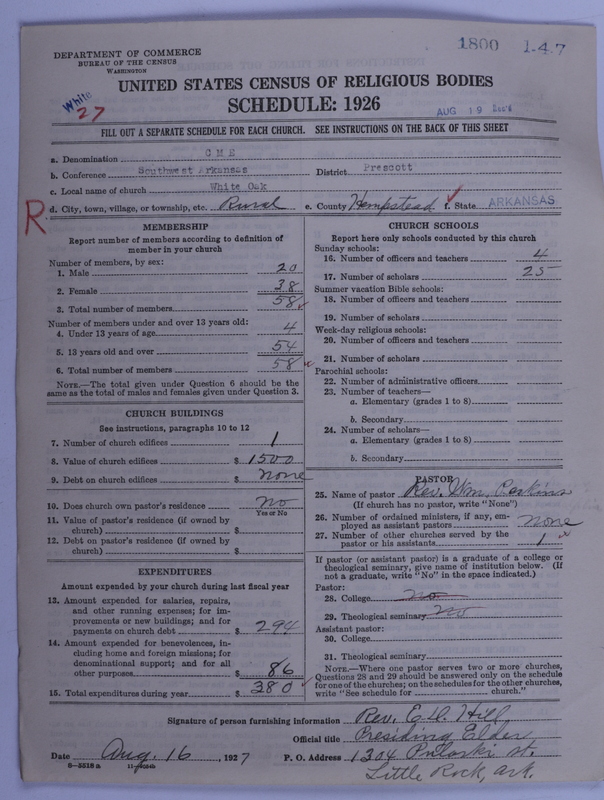 1800 1-4-7
DEPARTMENT OF COMMERCE
BUREAU OF THE CENSUS
WASHINGTON
White
27
UNITED STATES CENSUS OF RELIGIOUS BODIES
SCHEDULE: 1926
AUG 19
FILL OUT A SEPARATE SCHEDULE FOR EACH CHURCH. SEE INSTRUCTIONS ON THE BACK OF THIS SHEET
a. Denomination C M E
b. Conference Southwest Arkansas District Prescott
c. Local name of church White Oak
R d. City, town, village, or township, etc. Rural e. County Hempstead f. State ARKANSAS
MEMBERSHIP
Report number of members according to definition of
member in your church
Number of members, by sex:
1. Male 20
2. Female 38
3. Total number of members 58
Number of members under and over 13 years old:
4. Under 13 years of age 4
5. 13 years old and over 54
6. Total number of members 58
NOTE.—The total given under Question 6 should be the
same as the total of males and females given under Question 3.
CHURCH BUILDINGS
See instructions, paragraphs 10 to 12
7. Number of church edifices 1
8. Value of church edifices $ 1500
9. Debt on church edifices $ none
10. Does church own pastor's residence no
Yes or No
11. Value of pastor's residence (if owned by
church) $
12. Debt on pastor's residence (if owned by
church) $
EXPENDITURES
Amount expended by your church during last fiscal year
13. Amount expended for salaries, repairs,
and other running expenses; for im-
provements or new buildings; and for
payments on church debt $ 294
14. Amount expended for benevolences, in-
cluding home and foreign missions; for
denominational support; and for all
other purposes $ 86
15. Total expenditures during year $ 380
CHURCH SCHOOLS
Report here only schools conducted by this church
Sunday schools:
16. Number of officers and teachers 4
17. Number of scholars 25
Summer vacation Bible schools:
18. Number of officers and teachers
19. Number of scholars
Week-day religious schools:
20. Number of officers and teachers
21. Number of scholars
Parochial schools:
22. Number of administrative officers
23. Number of teachers—
a. Elementary (grades 1 to 8)
b. Secondary
24. Number of scholars—
a. Elementary (grades 1 to 8)
b. Secondary
PASTOR
25. Name of pastor Rev. Wm.
(If church has no pastor, write "None")
26. Number of ordained ministers, if any, em-
ployed as assistant pastors none
27. Number of other churches served by the
pastor or his assistants 1
If pastor (or assistant pastor) is a graduate of a college or
theological seminary, give name of institution below. (If
not a graduate, write "No" in the space indicated.)
Pastor:
28. College no
29. Theological seminary no
Assistant pastor:
30. College
31. Theological seminary
NOTE.—Where one pastor serves two or more churches,
Questions 28 and 29 should be answered only on the schedule
for one of the churches; on the schedules for the other churches,
write "See schedule for church."
Signature of person furnishing information Rev. E. D. Hill
Official title Presiding Elder
Date Aug. 16, 1927 P. O. Address 1304 Pulaski St.
8—5518 a
Little Rock, Ark.